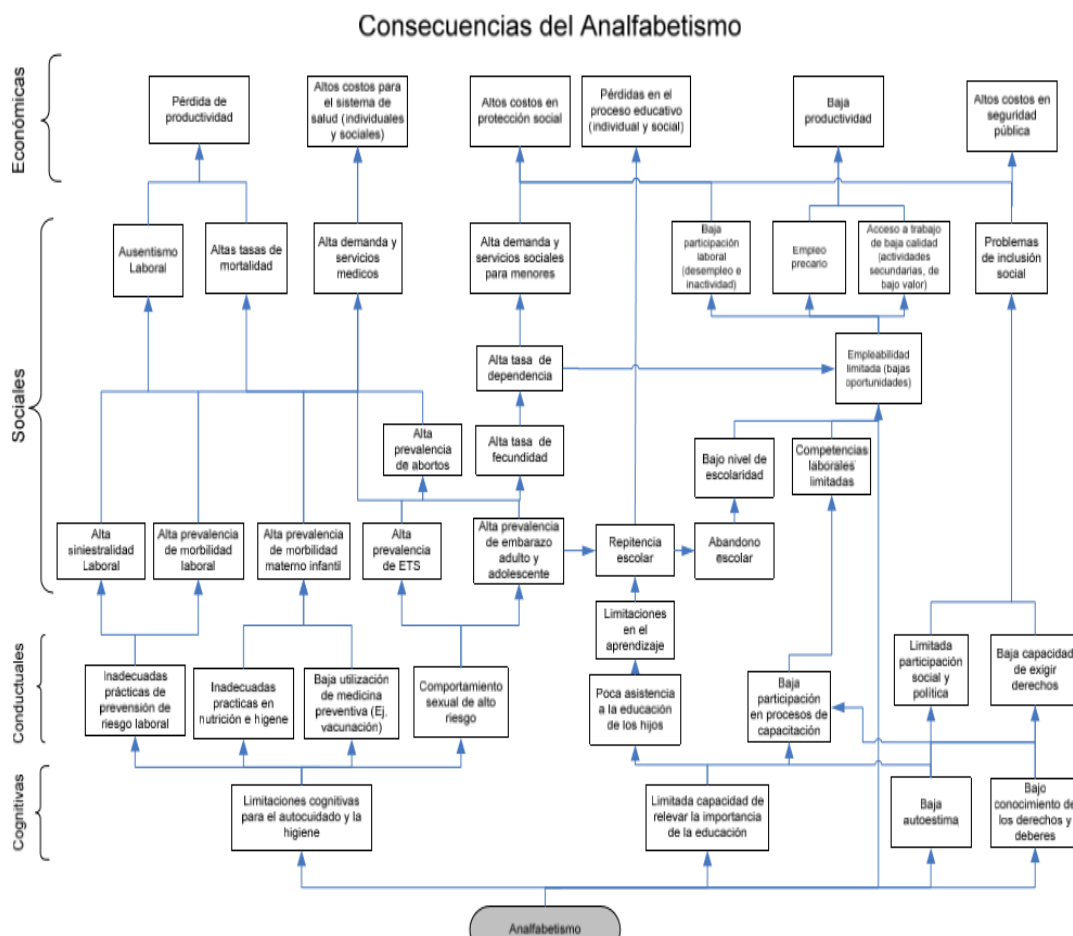 Consecuencias del Analfabetismo
Económicas
Pérdida de
productividad
Altos costos para
el sistema de
salud (individuales
y sociales)
Altos costos en
protección social
Pérdidas en el
proceso educativo
(individual y social)
Baja
productividad
Altos costos en
seguridad
pública
Sociales
Ausentismo
Laboral
Altas tasas de
mortalidad
Alta demanda y
servicios
medicos
Alta demanda y
servicios sociales
para menores
Baja
participación
laboral
(desempleo e
inactividad)
Empleo
precario
Acceso a trabajo
de baja calidad
(actividades
secundarias, de
bajo valor)
Problemas
de inclusión
social
Alta tasa de
dependencia
Empleabilidad
limitada (bajas
oportunidades)
Alta
prevalencia
de abortos
Alta tasa de
fecundidad
Bajo nivel de
escolaridad
Competencias
laborales
limitadas
Alta
siniestralidad
Laboral
Alta prevalencia
de morbilidad
laboral
Alta prevalencia
de morbilidad
materno infantil
Alta
prevalencia
de ETS
Alta prevalencia
de embarazo
adulto y
adolescente
Repitencia
escolar
Abandono
escolar
Limitaciones
en el
aprendizaje
Conductuales
Inadecuadas
prácticas de
prevensión de
riesgo laboral
Inadecuadas
practicas en
nutrición e higene
Baja utilización
de medicina
preventiva (Ej.
vacunación)
Comportamiento
sexual de alto
riesgo
Poca asistencia
a la educación
de los hijos
Baja
participación
en procesos de
capacitación
Limitada
participación
social y
política
Baja capacidad
de exigir
derechos
Cognitivas
Limitaciones cognitivas
para el autocuidado y la
higiene
Limitada capacidad de
relevar la importancia
de la educación
Baja
autoestima
Bajo
conocimiento de
los derechos y
deberes
Analfabetismo